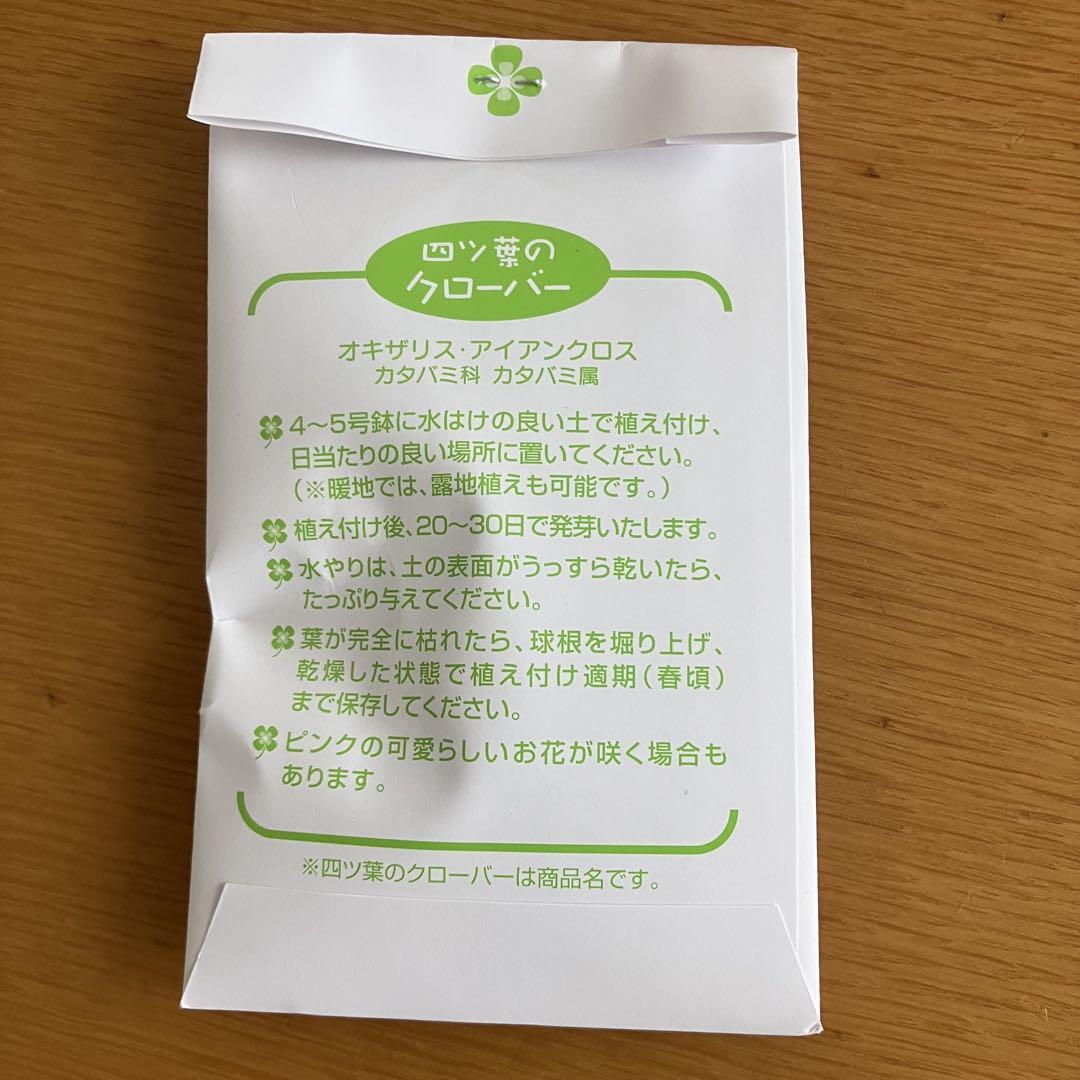 四ツ葉の
クローバー
オキザリス・アイアンクロス
カタバミ科 カタバミ属
4〜5号鉢に水はけの良い土で植え付け、
日当たりの良い場所に置いてください。
(※暖地では、露地植えも可能です。)
植え付け後、20〜30日で発芽いたします。
水やりは、土の表面がうっすら乾いたら、
たっぷり与えてください。
葉が完全に枯れたら、球根を堀り上げ、
乾燥した状態で植え付け適期(春頃)
まで保存してください。
ピンクの可愛らしいお花が咲く場合も
あります。
※四ツ葉のクローバーは商品名です。